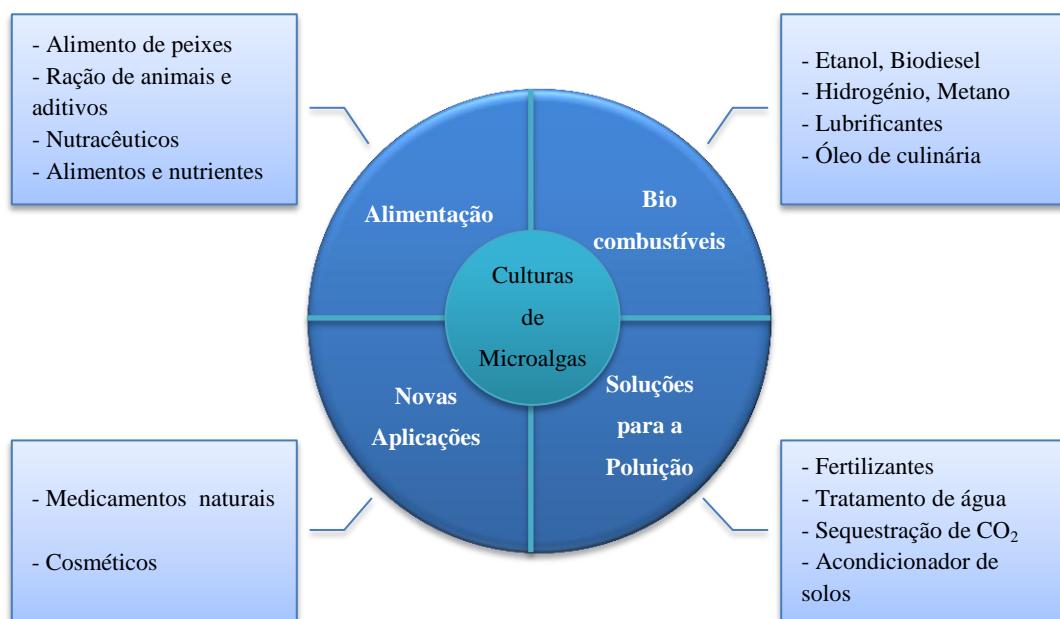 - Alimento de peixes
- Ração de animais e
aditivos
- Nutracêuticos
- Alimentos e nutrientes
- Etanol, Biodiesel
- Hidrogénio, Metano
- Lubrificantes
- Óleo de culinária
Alimentação
Bio
combustíveis
Culturas
de
Microalgas
Novas
Aplicações
Soluções
para a
Poluição
- Medicamentos naturais
- Cosméticos
- Fertilizantes
- Tratamento de água
- Sequestração de CO₂
- Acondicionador de
solos